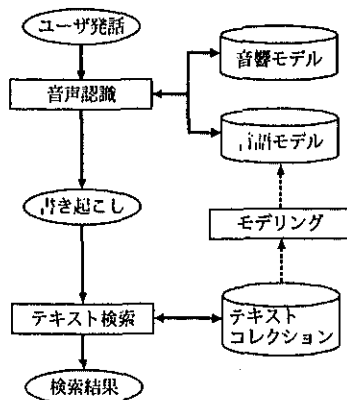 ユーザ発話
音声認識
音響モデル
言語モデル
書き起こし
モデリング
テキスト検索
テキスト
コレクション
検索結果